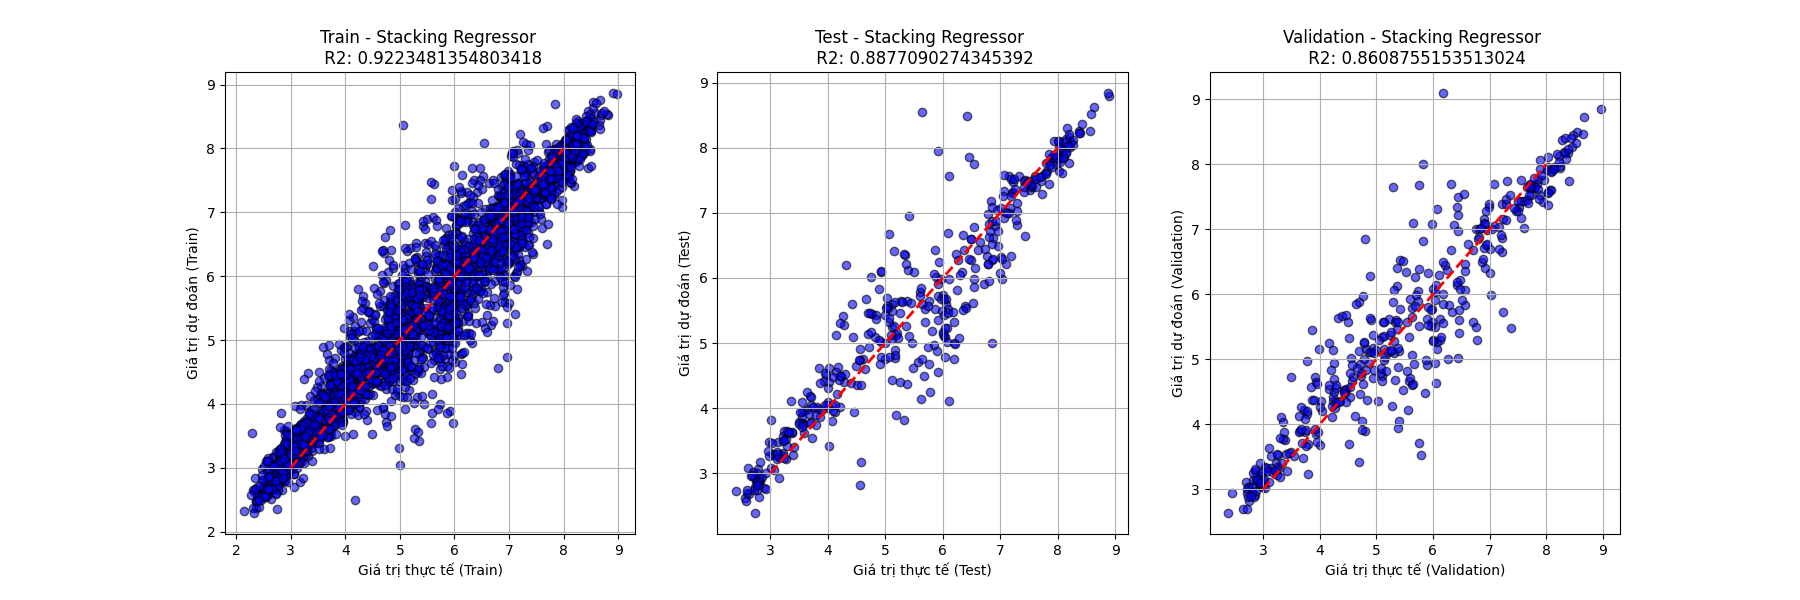 Train - Stacking Regressor
R2: 0.9223481354803418
Giá trị dự đoán (Train)
9
8
7
6
5
4
3
2
2 3 4 5 6 7 8 9
Giá trị thực tế (Train)
Test - Stacking Regressor
R2: 0.8877090274345392
Giá trị dự đoán (Test)
9
8
7
6
5
4
3
3 4 5 6 7 8 9
Giá trị thực tế (Test)
Validation - Stacking Regressor
R2: 0.8608755153513024
Giá trị dự đoán (Validation)
9
8
7
6
5
4
3
3 4 5 6 7 8 9
Giá trị thực tế (Validation)